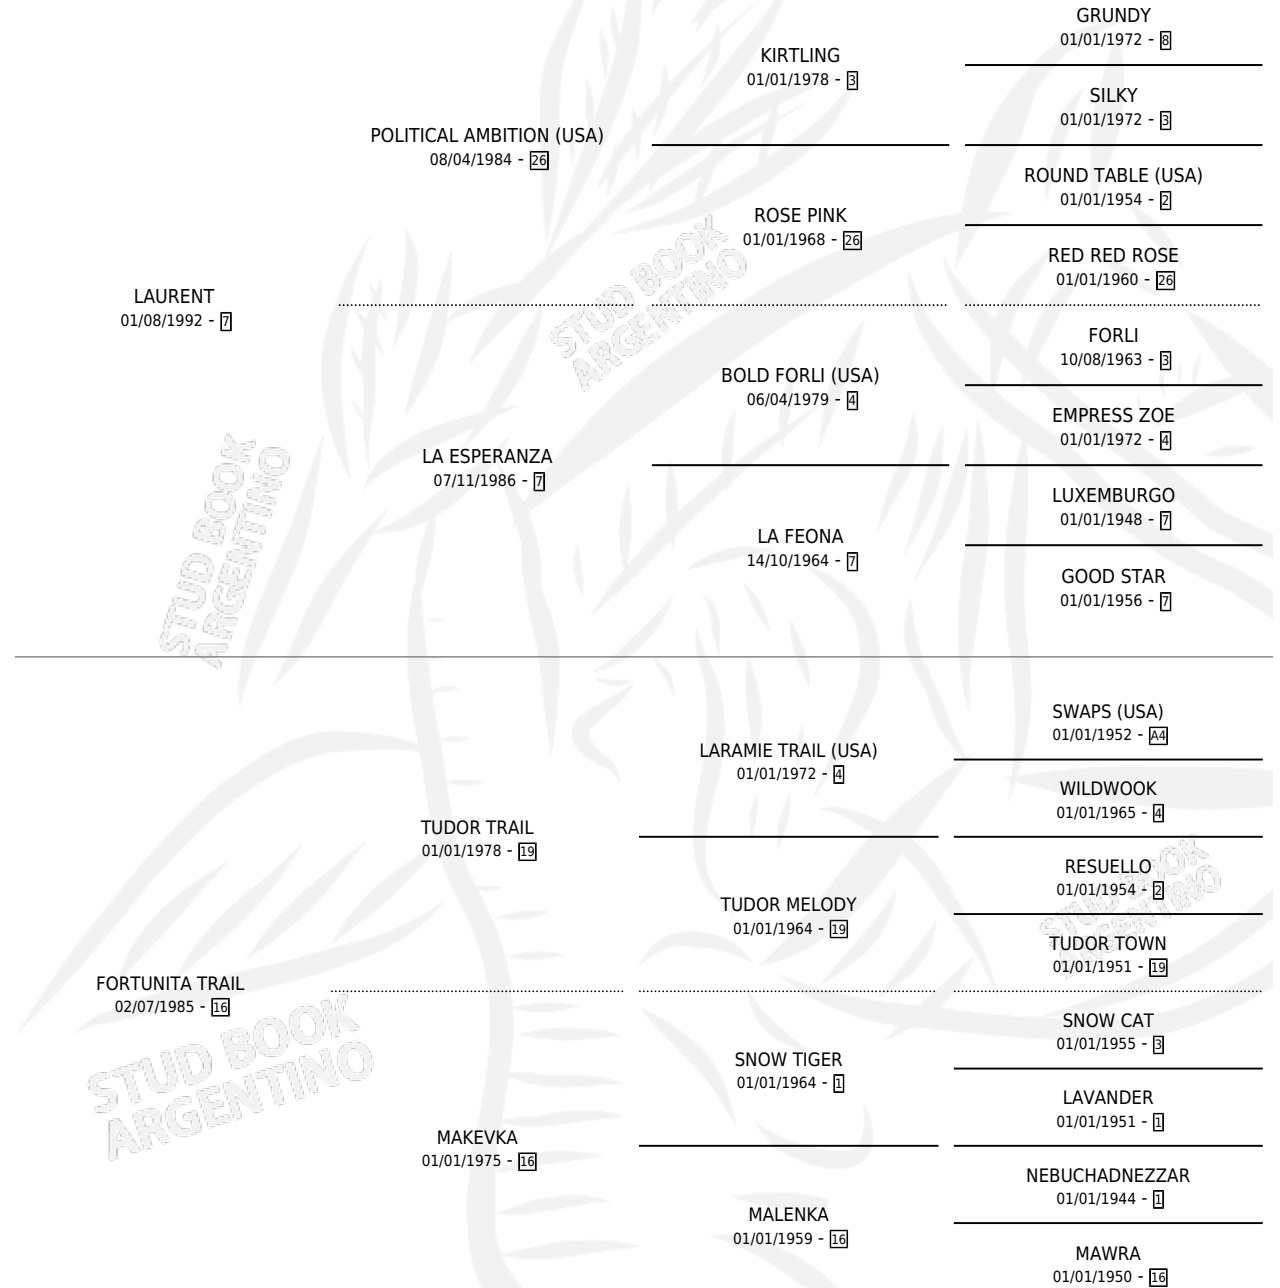 GRUNDY
01/01/1972 - 8
KIRTLING
01/01/1978 - 3
SILKY
01/01/1972 - 3
POLITICAL AMBITION (USA)
08/04/1984 - 26
ROUND TABLE (USA)
01/01/1954 - 2
ROSE PINK
01/01/1968 - 26
RED RED ROSE
01/01/1960 - 26
LAURENT
01/08/1992 - 7
FORLI
10/08/1963 - 3
BOLD FORLI (USA)
06/04/1979 - 4
EMPRESS ZOE
01/01/1972 - 4
LA ESPERANZA
07/11/1986 - 7
LUXEMBURGO
01/01/1948 - 7
LA FEONA
14/10/1964 - 7
GOOD STAR
01/01/1956 - 7
STUD BOOK
ARGENTINO
STUD BOOK
ARGENTINO
SWAPS (USA)
01/01/1952 - A4
LARAMIE TRAIL (USA)
01/01/1972 - 4
WILDWOOK
01/01/1965 - 4
TUDOR TRAIL
01/01/1978 - 19
RESUELLO
01/01/1954 - 2
TUDOR MELODY
01/01/1964 - 19
TUDOR TOWN
01/01/1951 - 19
FORTUNITA TRAIL
02/07/1985 - 16
SNOW CAT
01/01/1955 - 3
SNOW TIGER
01/01/1964 - 1
LAVANDER
01/01/1951 - 1
MAKEVKA
01/01/1975 - 16
NEBUCHADNEZZAR
01/01/1944 - 1
MALENKA
01/01/1959 - 16
MAWRA
01/01/1950 - 16
STUD BOOK
ARGENTINO
STUD BOOK
ARGENTINO